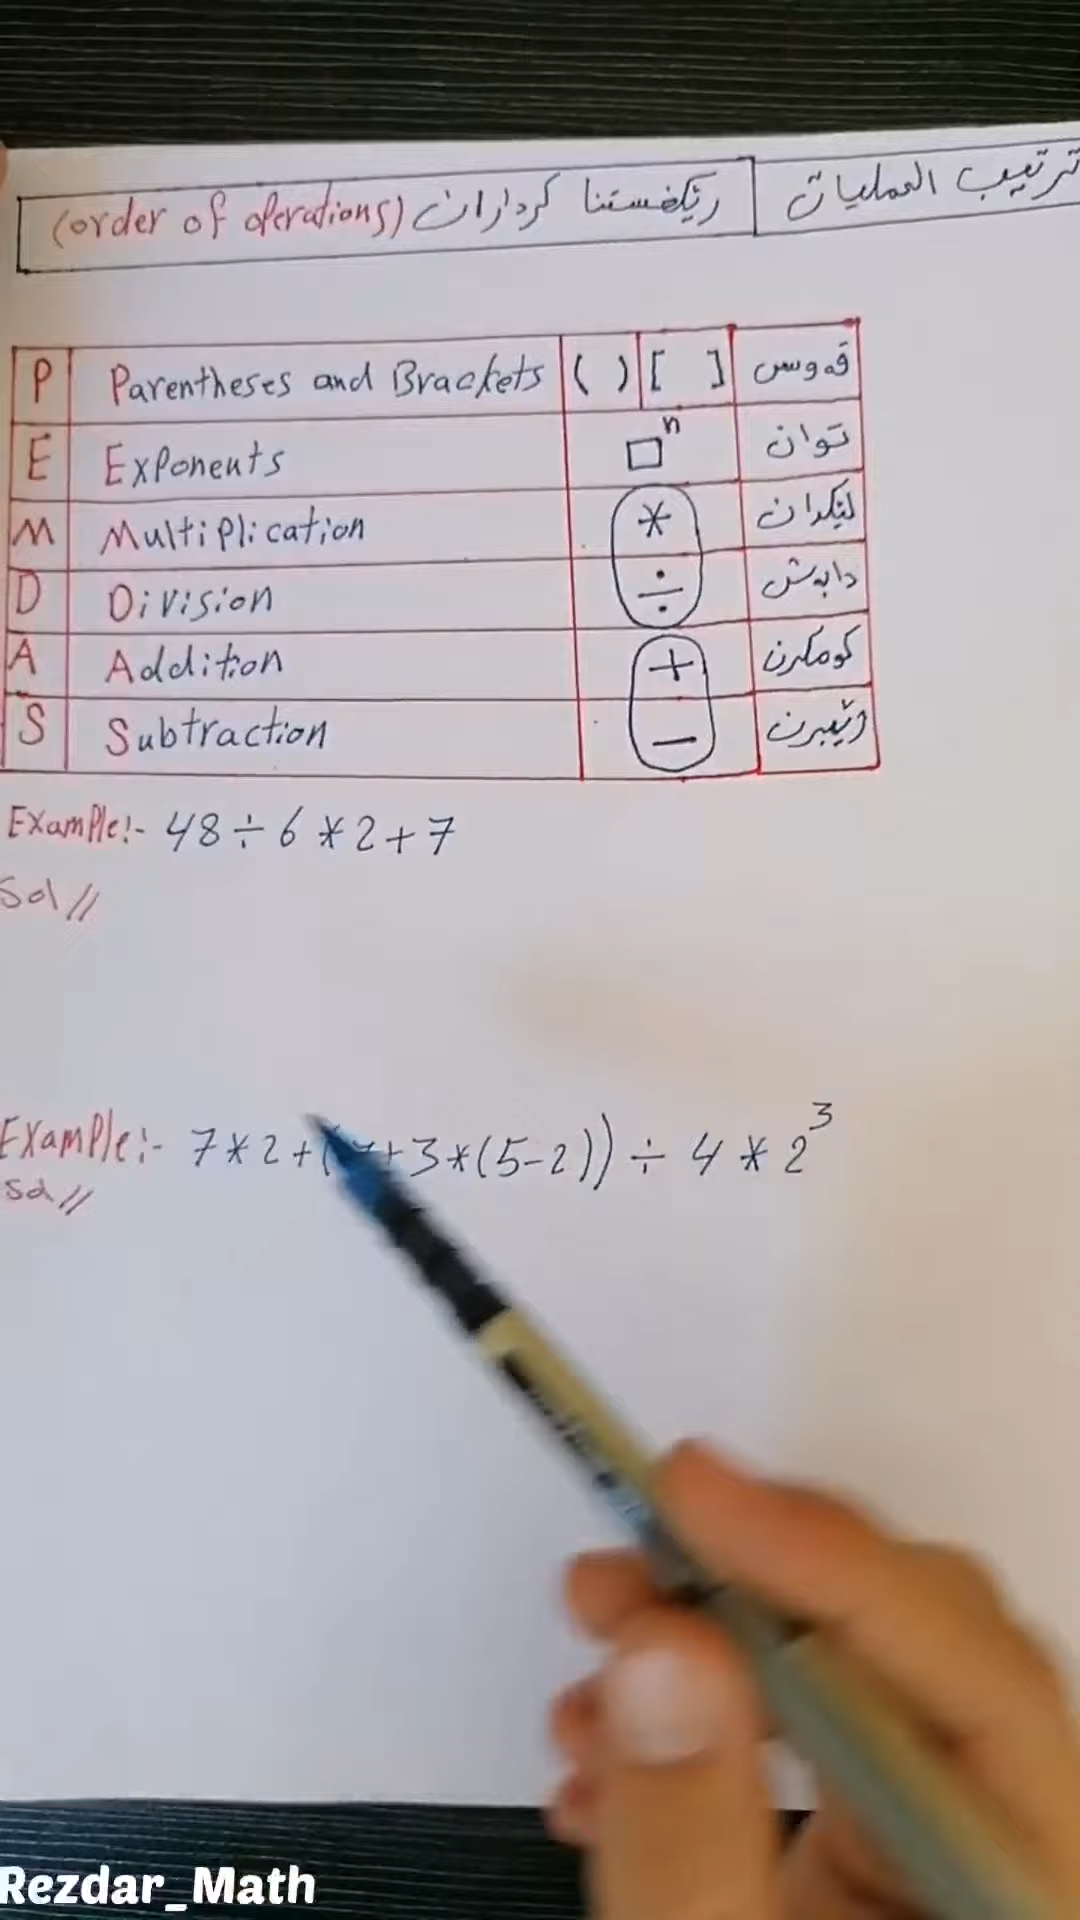 (order of operations) ریکخستنا کرداران ترتيب العمليات
P Parentheses and Brackets ( ) [ ] قەوس
E Exponents □ⁿ توان
M Multiplication * لێکدان
D Division ÷ دابەش
A Addition + کومکرن
S Subtraction − ڤێبرن
Example:- 48 ÷ 6 * 2 + 7
Sol //
Example:- 7 * 2 + ( + 3 * (5 - 2)) ÷ 4 * 2³
Sol //
Rezdar_Math